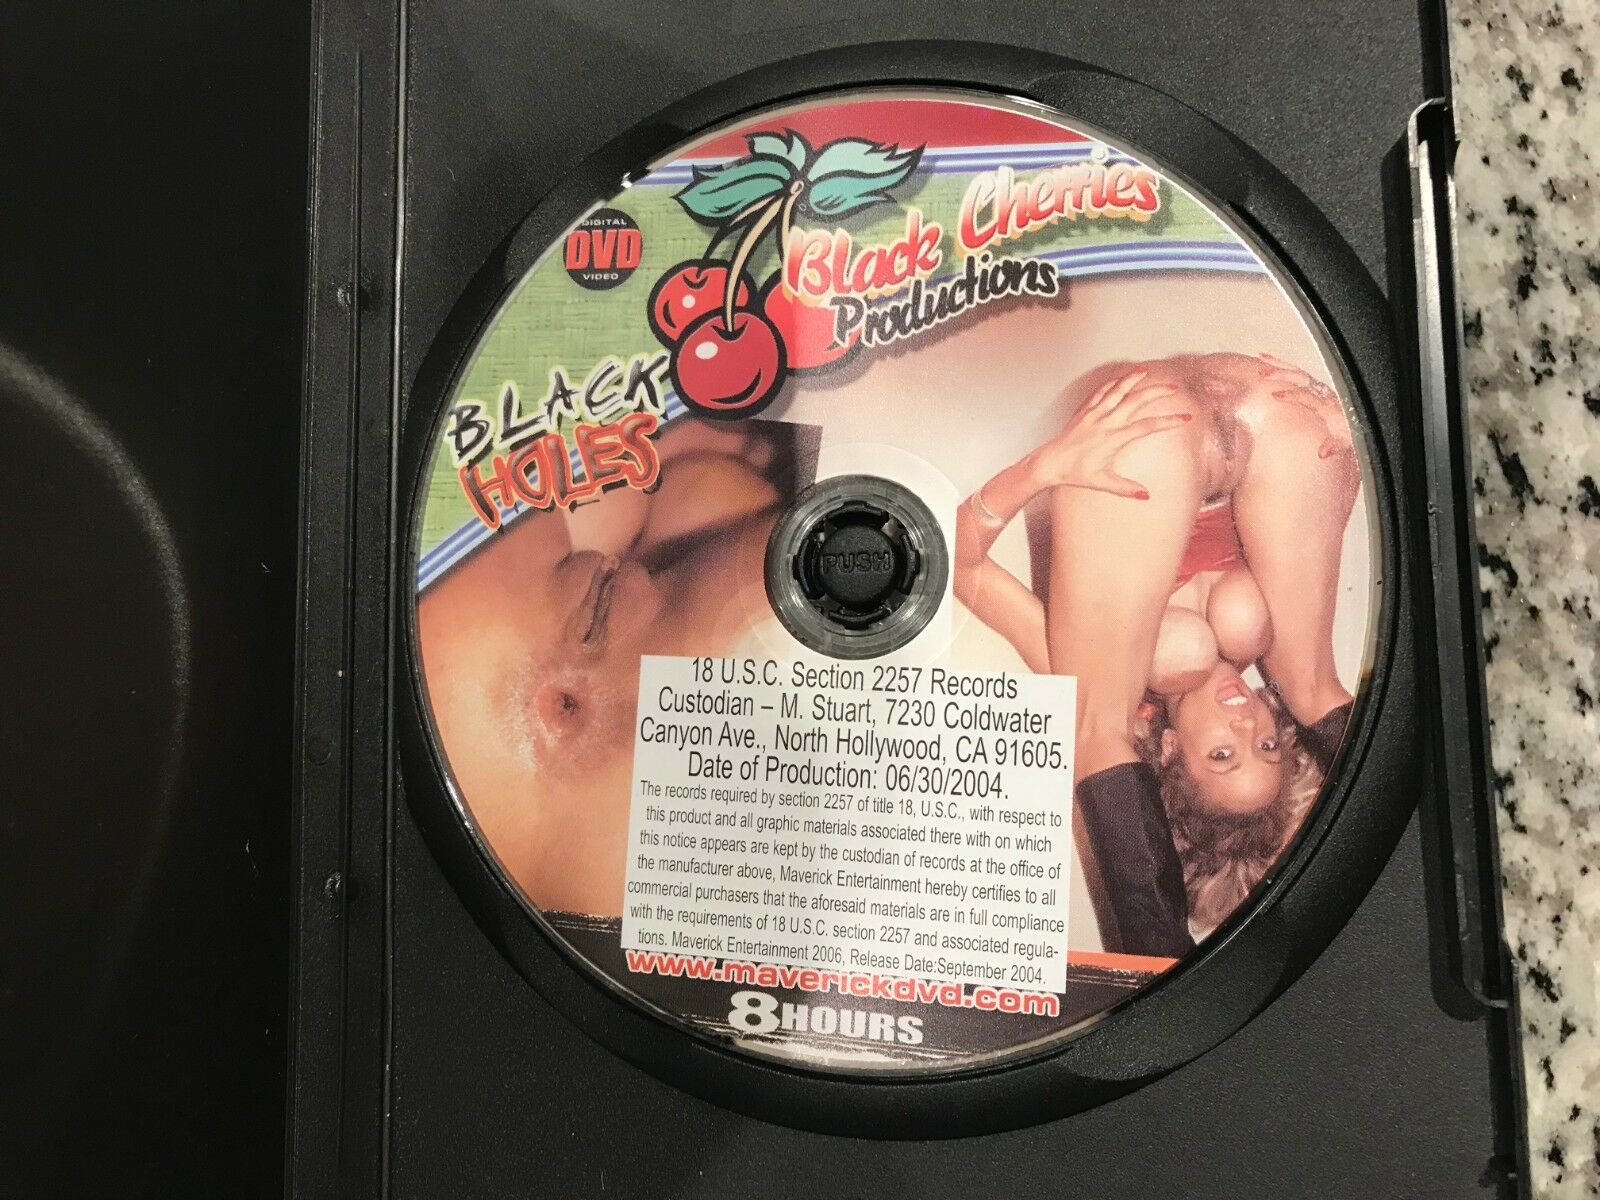 DIGITAL
DVD
VIDEO
Black Cherries
Productions
BLACK
HOLES
PUSH
18 U.S.C. Section 2257 Records
Custodian – M. Stuart, 7230 Coldwater
Canyon Ave., North Hollywood, CA 91605.
Date of Production: 06/30/2004.
The records required by section 2257 of title 18, U.S.C., with respect to
this product and all graphic materials associated there with on which
this notice appears are kept by the custodian of records at the office of
the manufacturer above, Maverick Entertainment hereby certifies to all
commercial purchasers that the aforesaid materials are in full compliance
with the requirements of 18 U.S.C. section 2257 and associated regula-
tions. Maverick Entertainment 2006, Release Date:September 2004.
www.maverickdvd.com
8 HOURS